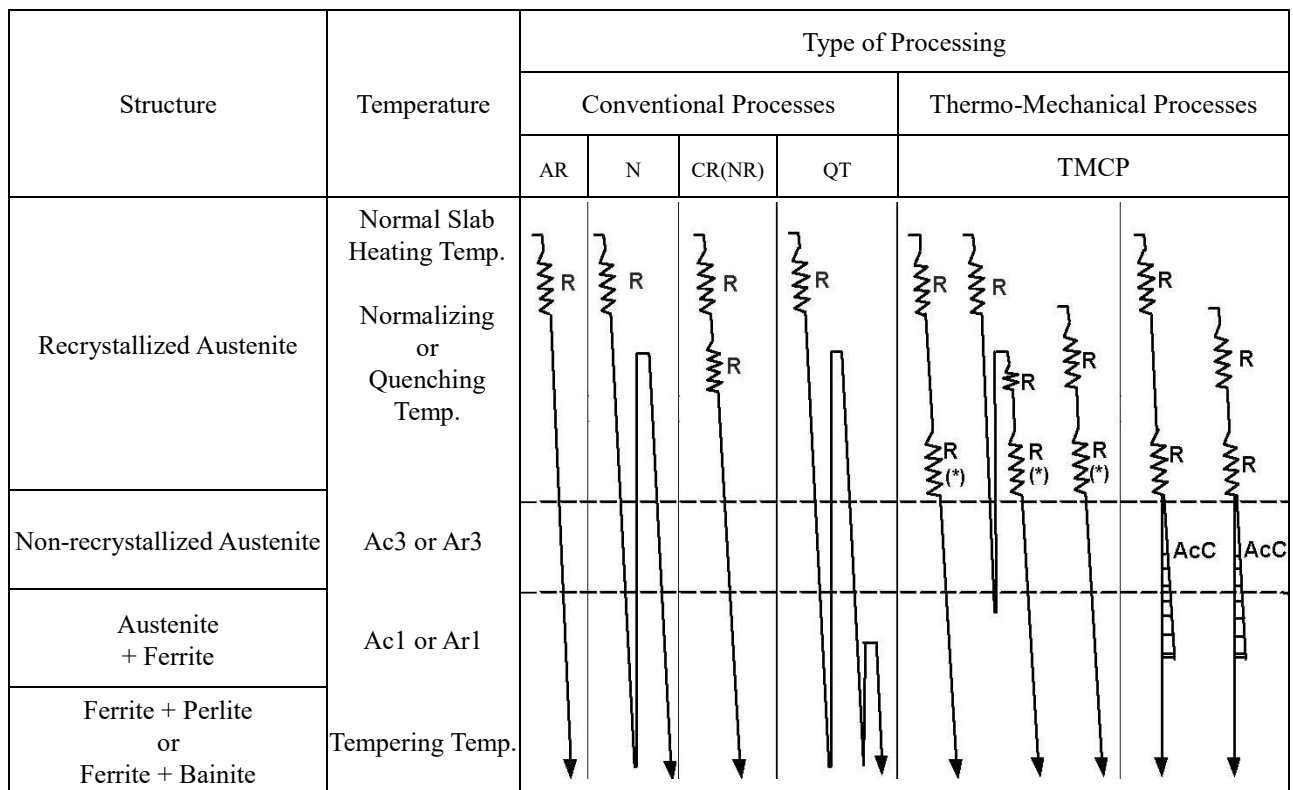 Structure
Temperature
Type of Processing
Conventional Processes
Thermo-Mechanical Processes
AR
N
CR(NR)
QT
TMCP
Recrystallized Austenite
Normal Slab
Heating Temp.
Normalizing
or
Quenching
Temp.
Non-recrystallized Austenite
Ac3 or Ar3
Austenite
+ Ferrite
Ac1 or Ar1
Ferrite + Perlite
or
Ferrite + Bainite
Tempering Temp.
R
R
R
R
R
R
R
R
R
R
R
R
R
(*)
R
(*)
R
(*)
R
R
AcC
AcC